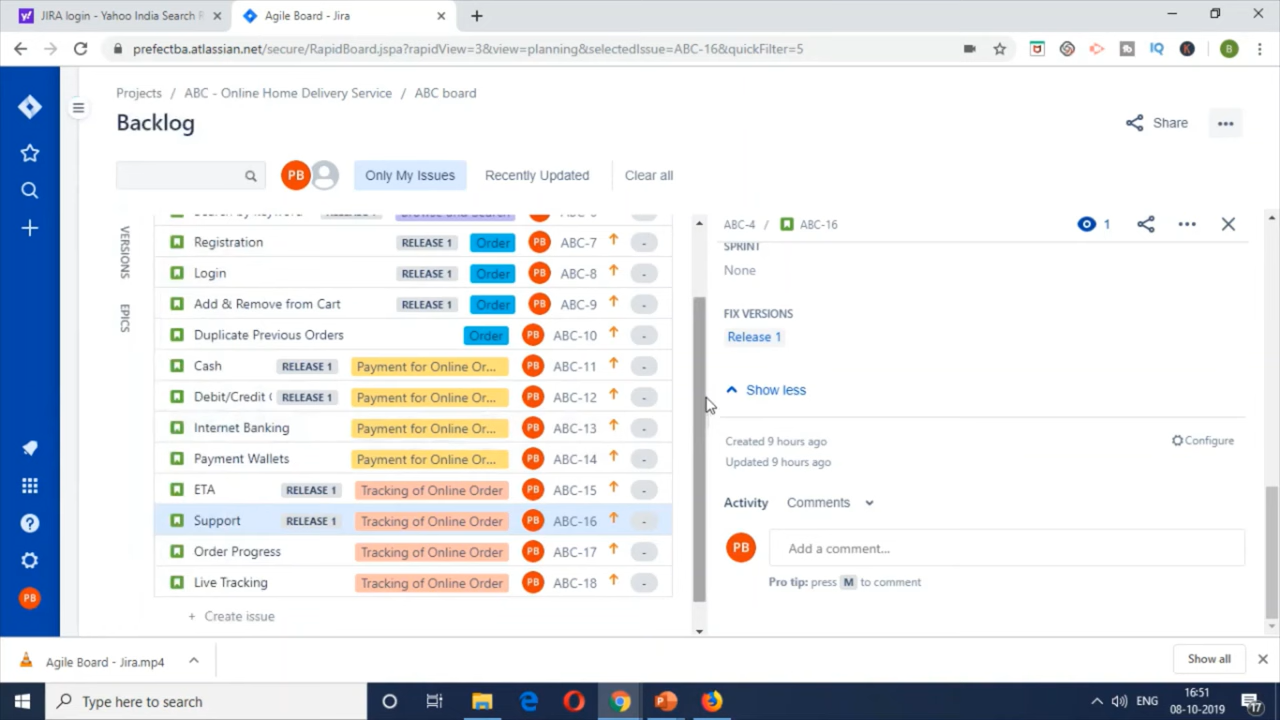 JIRA login - Yahoo India Search R
Agile Board - Jira
prefectba.atlassian.net/secure/RapidBoard.jspa?rapidView=3&view=planning&selectedIssue=ABC-16&quickFilter=5
B
Projects / ABC - Online Home Delivery Service / ABC board
Backlog
Share
PB
Only My Issues
Recently Updated
Clear all
VERSIONS
EPICS
Registration RELEASE 1 Order PB ABC-7 -
Login RELEASE 1 Order PB ABC-8 -
Add & Remove from Cart RELEASE 1 Order PB ABC-9 -
Duplicate Previous Orders Order PB ABC-10 -
Cash RELEASE 1 Payment for Online Or... PB ABC-11 -
Debit/Credit RELEASE 1 Payment for Online Or... PB ABC-12 -
Internet Banking Payment for Online Or... PB ABC-13 -
Payment Wallets Payment for Online Or... PB ABC-14 -
ETA RELEASE 1 Tracking of Online Order PB ABC-15 -
Support RELEASE 1 Tracking of Online Order PB ABC-16 -
Order Progress Tracking of Online Order PB ABC-17 -
Live Tracking Tracking of Online Order PB ABC-18 -
+ Create issue
ABC-4 / ABC-16
1
SPRINT
None
FIX VERSIONS
Release 1
Show less
Created 9 hours ago
Configure
Updated 9 hours ago
Activity Comments
PB
Add a comment...
Pro tip: press M to comment
PB
Agile Board - Jira.mp4
Show all
Type here to search
ENG
16:51
08-10-2019
17